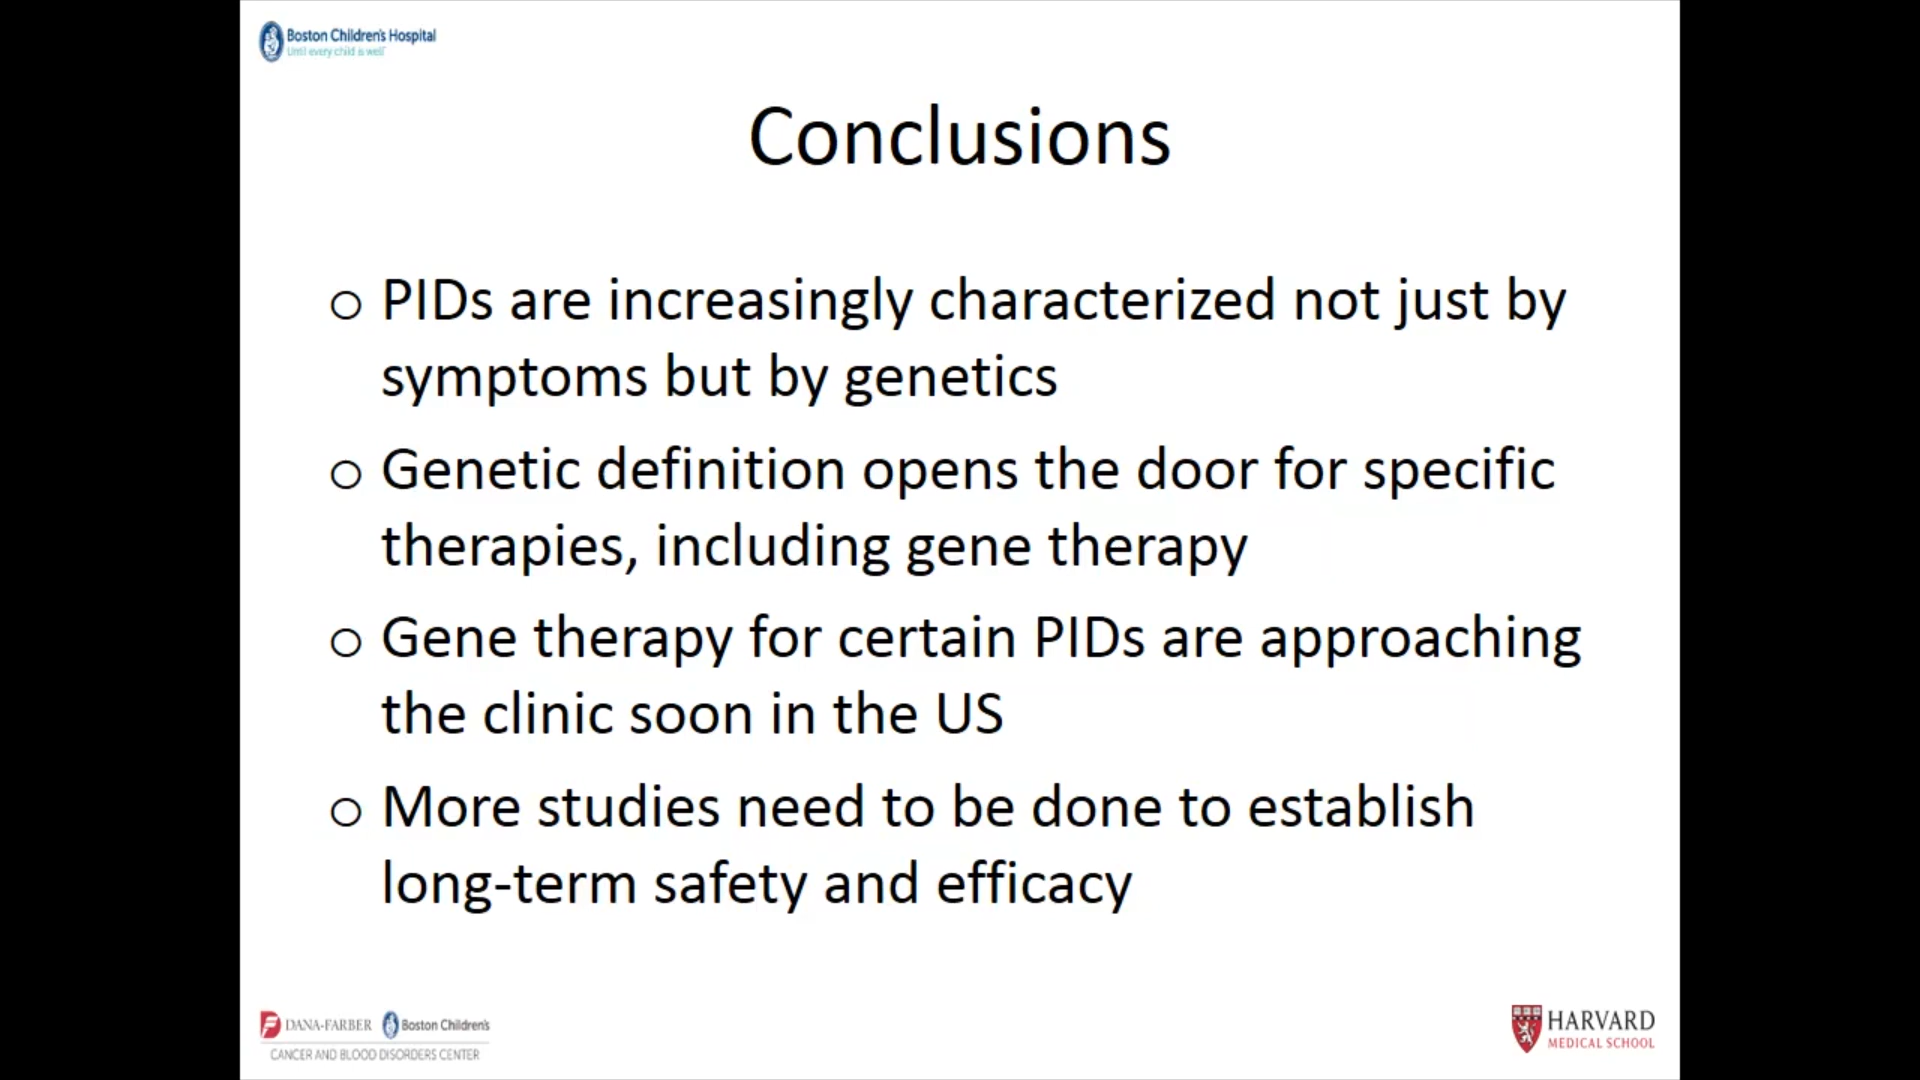 Boston Children's Hospital
Until every child is well
Conclusions
o PIDs are increasingly characterized not just by
symptoms but by genetics
o Genetic definition opens the door for specific
therapies, including gene therapy
o Gene therapy for certain PIDs are approaching
the clinic soon in the US
o More studies need to be done to establish
long-term safety and efficacy
DANA-FARBER Boston Children's
CANCER AND BLOOD DISORDERS CENTER
HARVARD
MEDICAL SCHOOL